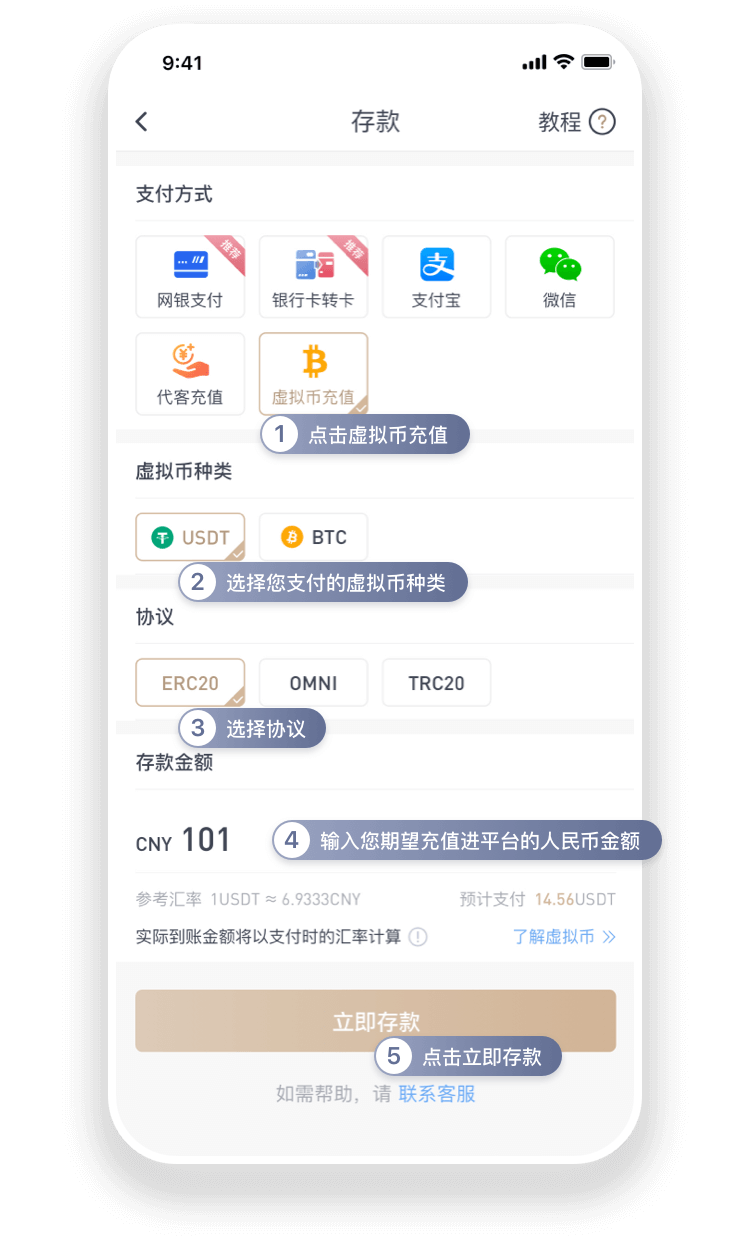 9:41
存款
教程 ?
支付方式
推荐
推荐
网银支付
银行卡转卡
支付宝
微信
代客充值
虚拟币充值
1 点击虚拟币充值
虚拟币种类
USDT
BTC
2 选择您支付的虚拟币种类
协议
ERC20
OMNI
TRC20
3 选择协议
存款金额
CNY 101
4 输入您期望充值进平台的人民币金额
参考汇率 1USDT ≈ 6.9333CNY
预计支付 14.56USDT
实际到账金额将以支付时的汇率计算 !
了解虚拟币 >>
立即存款
5 点击立即存款
如需帮助，请 联系客服